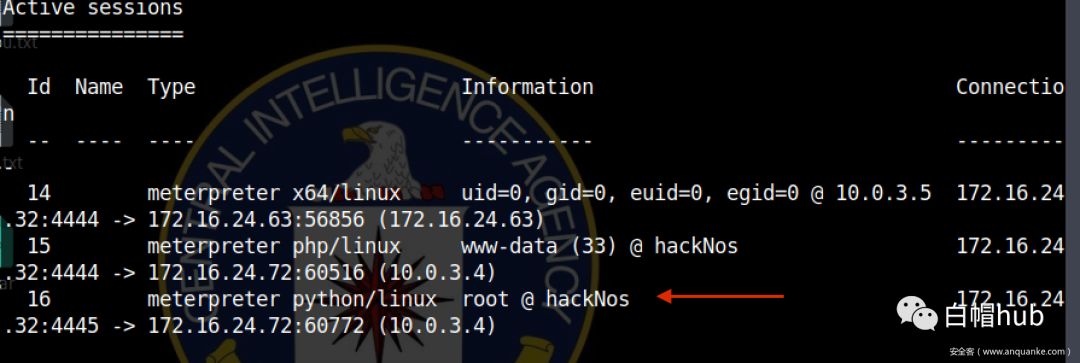 Active sessions
===============
Id Name Type Information Connectio
n
-- ---- ---- ----------- ---------
--
14 meterpreter x64/linux uid=0, gid=0, euid=0, egid=0 @ 10.0.3.5 172.16.24
.32:4444 -> 172.16.24.63:56856 (172.16.24.63)
15 meterpreter php/linux www-data (33) @ hackNos 172.16.24
.32:4444 -> 172.16.24.72:60516 (10.0.3.4)
16 meterpreter python/linux root @ hackNos 172.16.24
.32:4445 -> 172.16.24.72:60772 (10.0.3.4)
CENTRAL INTELLIGENCE AGENCY
白帽hub
安全客（www.anquanke.com）